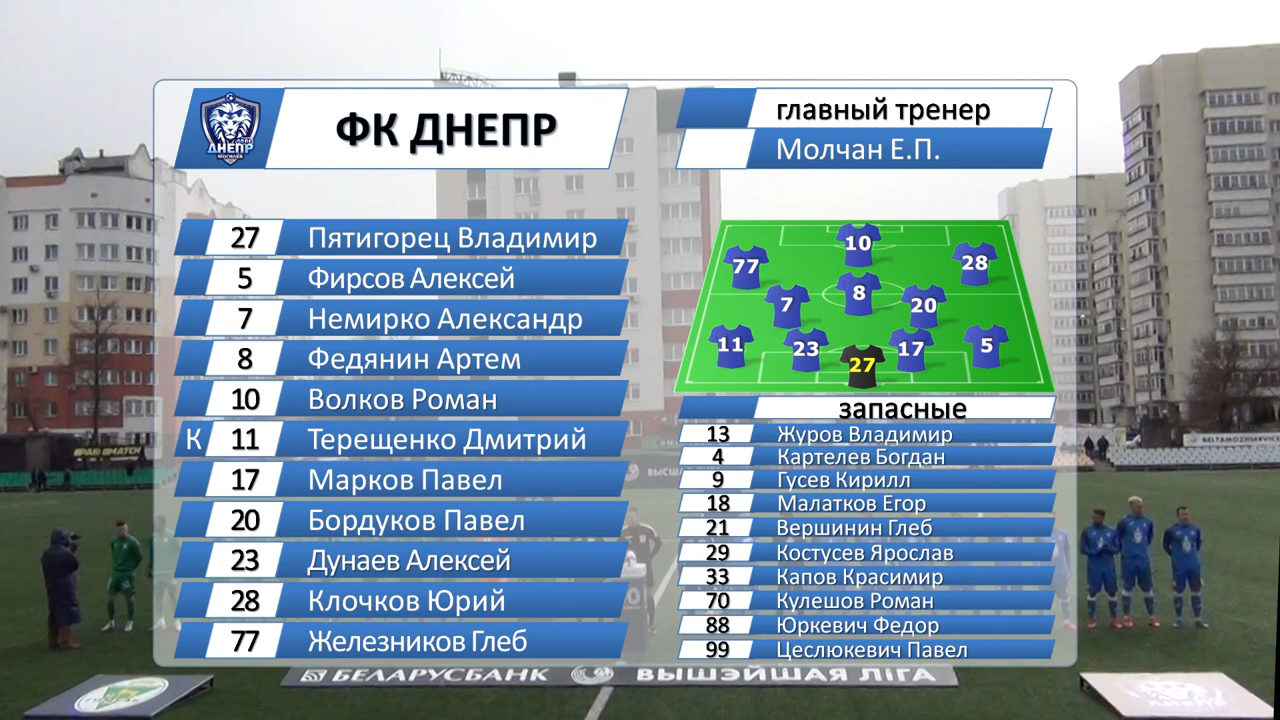 ФК ДНЕПР
ДНЕПР
МОГИЛЕВ
27 Пятигорец Владимир
5 Фирсов Алексей
7 Немирко Александр
8 Федянин Артем
10 Волков Роман
К 11 Терещенко Дмитрий
17 Марков Павел
20 Бордуков Павел
23 Дунаев Алексей
28 Клочков Юрий
77 Железников Глеб
главный тренер
Молчан Е.П.
10
77
28
8
7
20
11
23
17
5
27
запасные
13 Журов Владимир
4 Картелев Богдан
9 Гусев Кирилл
18 Малатков Егор
21 Вершинин Глеб
29 Костусев Ярослав
33 Капов Красимир
70 Кулешов Роман
88 Юркевич Федор
99 Цеслюкевич Павел
PARIMATCH
BELTAMOZHSERVICE
БЕЛАРУСБАНК ВЫШЭЙШАЯ ЛІГА